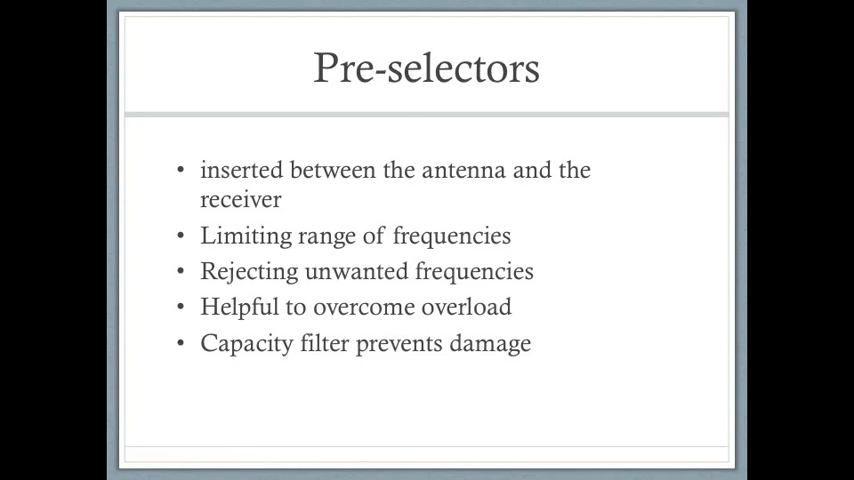 Pre-selectors
• inserted between the antenna and the
receiver
• Limiting range of frequencies
• Rejecting unwanted frequencies
• Helpful to overcome overload
• Capacity filter prevents damage